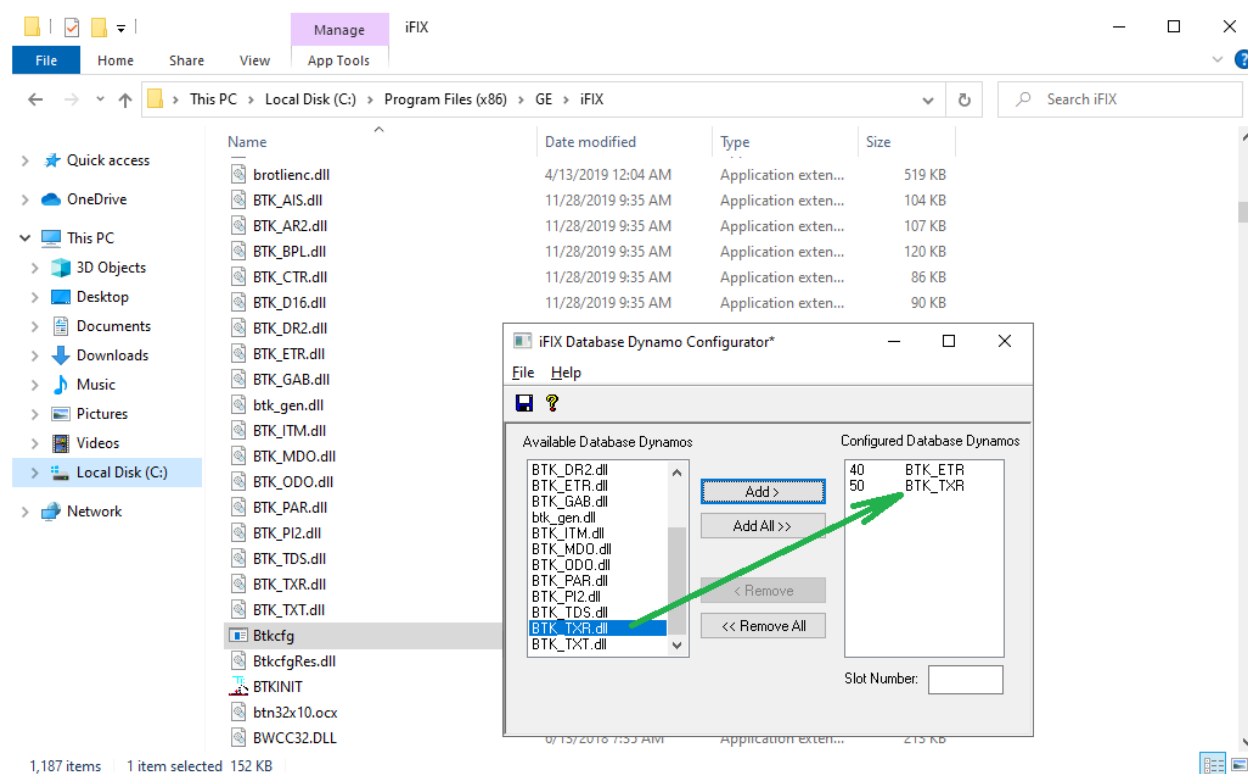 Manage iFIX
File Home Share View App Tools
This PC > Local Disk (C:) > Program Files (x86) > GE > iFIX
Search iFIX
Name Date modified Type Size
Quick access
OneDrive
This PC
3D Objects
Desktop
Documents
Downloads
Music
Pictures
Videos
Local Disk (C:)
Network
brotlienc.dll 4/13/2019 12:04 AM Application exten... 519 KB
BTK_AIS.dll 11/28/2019 9:35 AM Application exten... 104 KB
BTK_AR2.dll 11/28/2019 9:35 AM Application exten... 107 KB
BTK_BPL.dll 11/28/2019 9:35 AM Application exten... 120 KB
BTK_CTR.dll 11/28/2019 9:35 AM Application exten... 86 KB
BTK_D16.dll 11/28/2019 9:35 AM Application exten... 90 KB
BTK_DR2.dll
BTK_ETR.dll
BTK_GAB.dll
btk_gen.dll
BTK_ITM.dll
BTK_MDO.dll
BTK_ODO.dll
BTK_PAR.dll
BTK_PI2.dll
BTK_TDS.dll
BTK_TXR.dll
BTK_TXT.dll
Btkcfg
BtkcfgRes.dll
BTKINIT
btn32x10.ocx
BWCC32.DLL
iFIX Database Dynamo Configurator*
File Help
Available Database Dynamos
BTK_DR2.dll
BTK_ETR.dll
BTK_GAB.dll
btk_gen.dll
BTK_ITM.dll
BTK_MDO.dll
BTK_ODO.dll
BTK_PAR.dll
BTK_PI2.dll
BTK_TDS.dll
BTK_TXR.dll
BTK_TXT.dll
Add >
Add All >>
< Remove
<< Remove All
Configured Database Dynamos
40 BTK_ETR
50 BTK_TXR
Slot Number:
1,187 items 1 item selected 152 KB